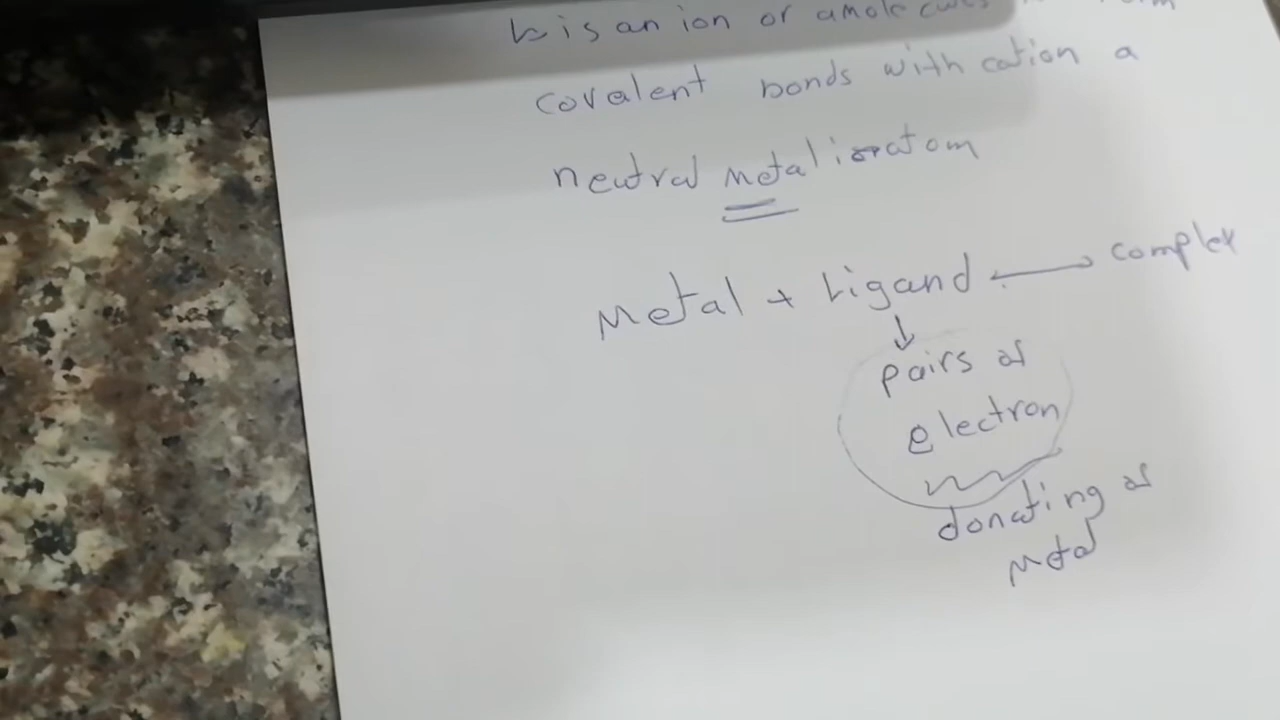 is an ion or a molecules
covalent bonds with cation a
neutral metal atom
Metal + Ligand → complex
↓
pairs of
electron
donating of
Metal